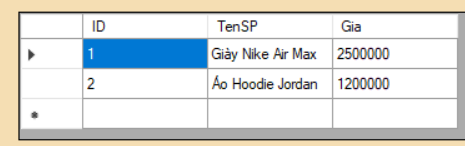 ID TenSP Gia
1 Giày Nike Air Max 2500000
2 Áo Hoodie Jordan 1200000